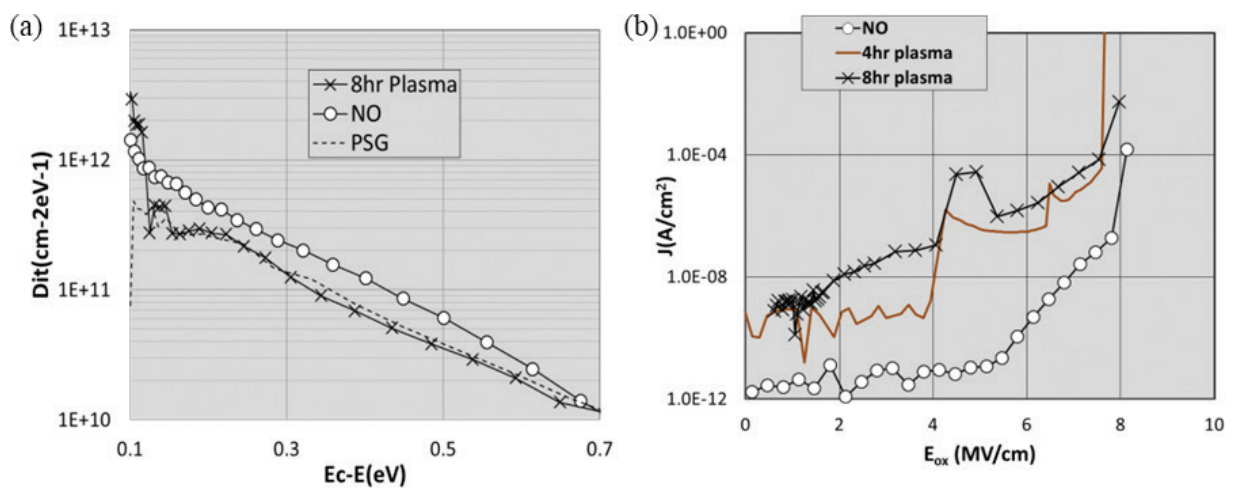 (a)
1E+13
1E+12
1E+11
1E+10
Dit(cm-2eV-1)
8hr Plasma
NO
PSG
0.1
0.3
0.5
0.7
Ec-E(eV)
(b)
1.0E+00
1.0E-04
1.0E-08
1.0E-12
J(A/cm²)
NO
4hr plasma
8hr plasma
0
2
4
6
8
10
Eₒₓ (MV/cm)